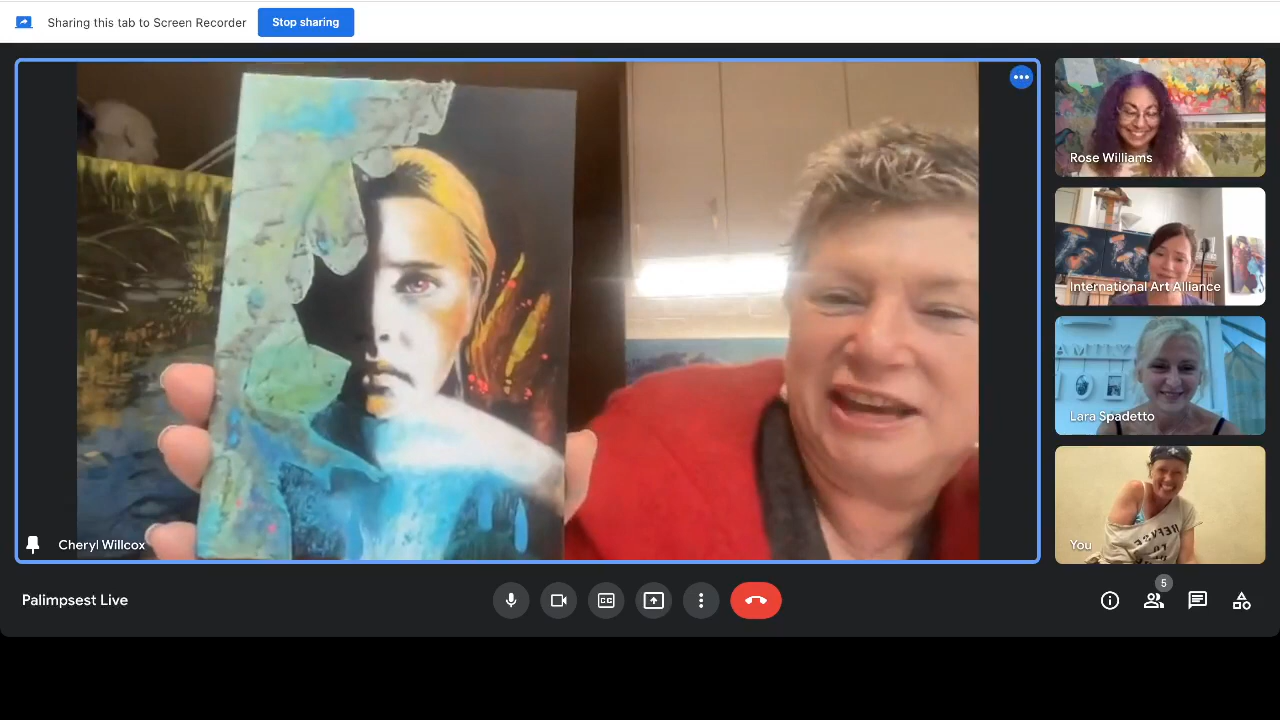 Sharing this tab to Screen Recorder
Stop sharing
Rose Williams
International Art Alliance
Lara Spadetto
You
Cheryl Willcox
Palimpsest Live
CC
5